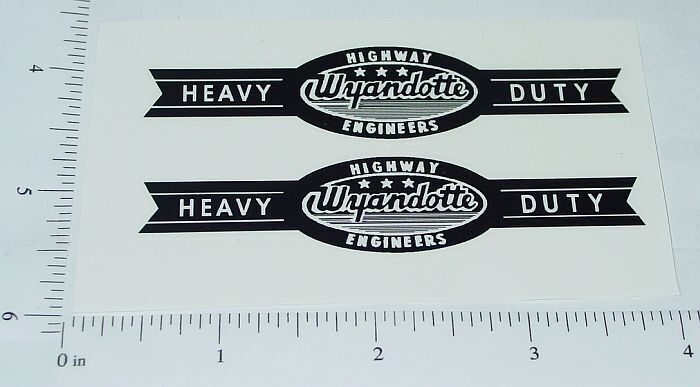 HIGHWAY
HEAVY Wyandotte DUTY
ENGINEERS
HIGHWAY
HEAVY Wyandotte DUTY
ENGINEERS
4
5
6
0 in 1 2 3 4